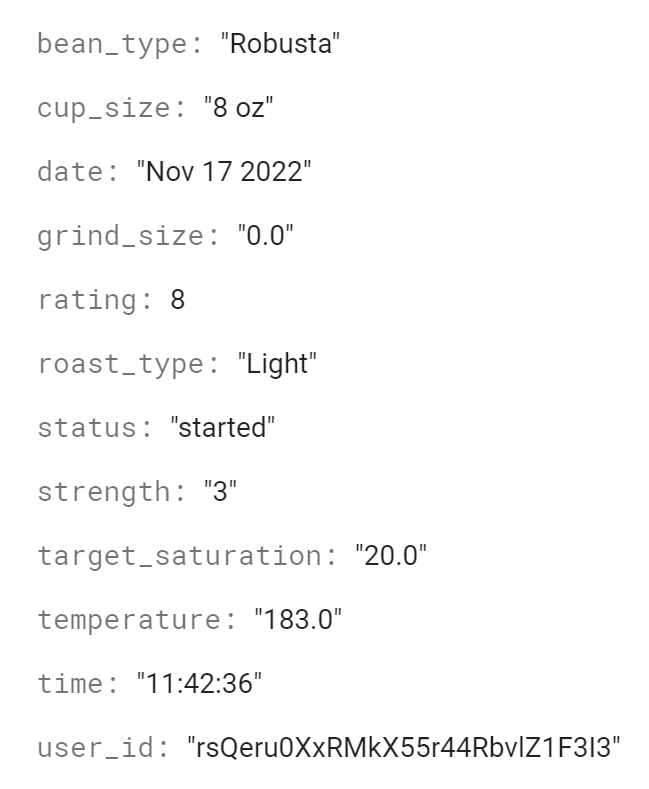 bean_type: "Robusta"
cup_size: "8 oz"
date: "Nov 17 2022"
grind_size: "0.0"
rating: 8
roast_type: "Light"
status: "started"
strength: "3"
target_saturation: "20.0"
temperature: "183.0"
time: "11:42:36"
user_id: "rsQeru0XxRMkX55r44RbvlZ1F3I3"